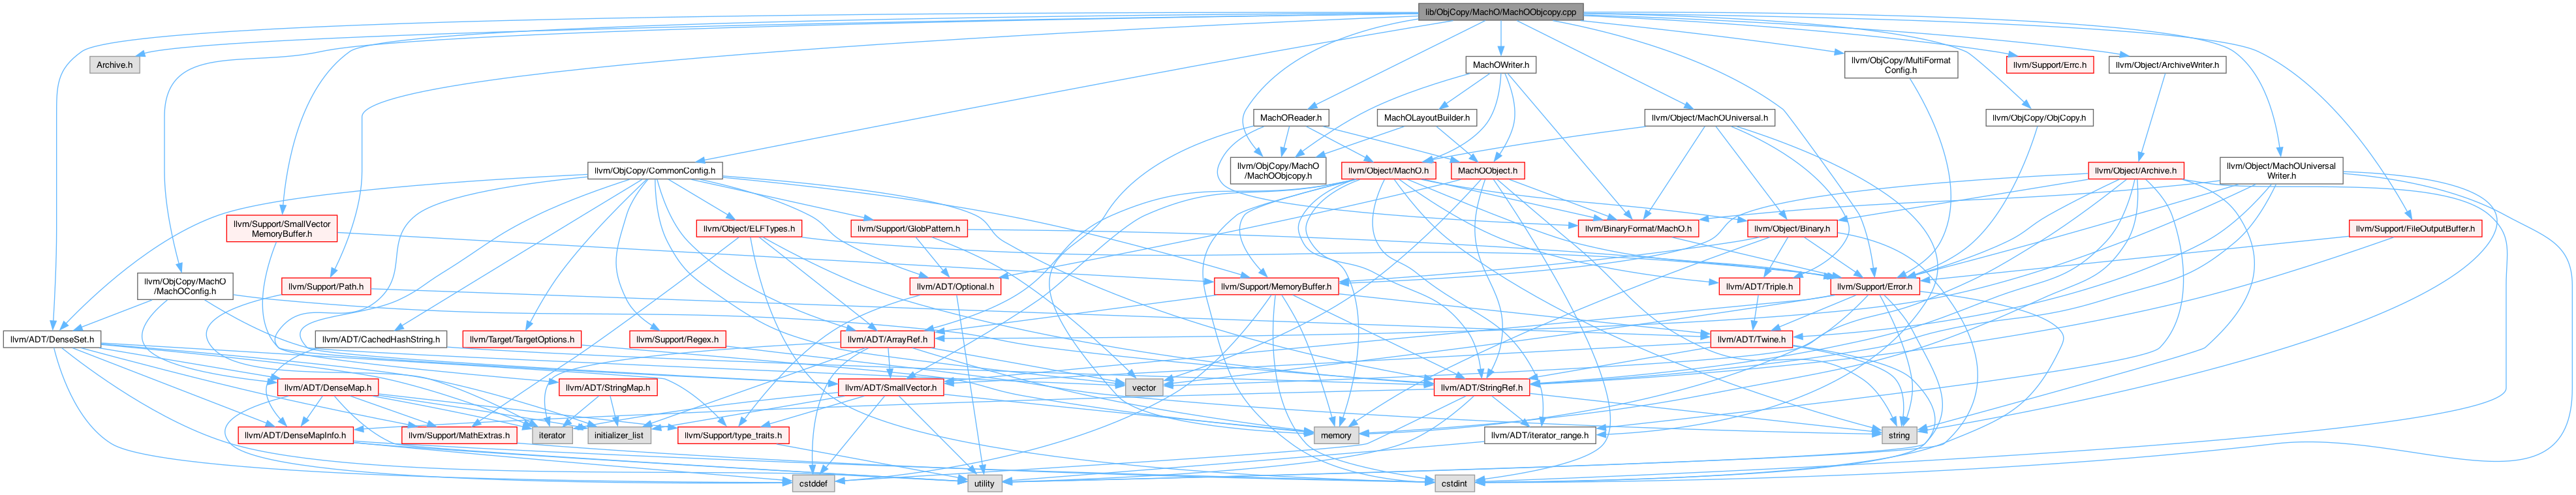 lib/ObjCopy/MachO/MachOObjcopy.cpp
Archive.h
MachOWriter.h
llvm/ObjCopy/MultiFormat
Config.h
llvm/Support/Errc.h
llvm/Object/ArchiveWriter.h
MachOReader.h
MachOLayoutBuilder.h
llvm/Object/MachOUniversal.h
llvm/ObjCopy/ObjCopy.h
llvm/ObjCopy/CommonConfig.h
llvm/ObjCopy/MachO
/MachOObjcopy.h
llvm/Object/MachO.h
MachOObject.h
llvm/Object/Archive.h
llvm/Object/MachOUniversal
Writer.h
llvm/Support/SmallVector
MemoryBuffer.h
llvm/Object/ELFTypes.h
llvm/Support/GlobPattern.h
llvm/BinaryFormat/MachO.h
llvm/Object/Binary.h
llvm/Support/FileOutputBuffer.h
llvm/ObjCopy/MachO
/MachOConfig.h
llvm/Support/Path.h
llvm/ADT/Optional.h
llvm/Support/MemoryBuffer.h
llvm/ADT/Triple.h
llvm/Support/Error.h
llvm/ADT/DenseSet.h
llvm/ADT/CachedHashString.h
llvm/Target/TargetOptions.h
llvm/Support/Regex.h
llvm/ADT/ArrayRef.h
llvm/ADT/Twine.h
llvm/ADT/DenseMap.h
llvm/ADT/StringMap.h
llvm/ADT/SmallVector.h
vector
llvm/ADT/StringRef.h
llvm/ADT/DenseMapInfo.h
llvm/Support/MathExtras.h
iterator
initializer_list
llvm/Support/type_traits.h
memory
llvm/ADT/iterator_range.h
string
cstddef
utility
cstdint